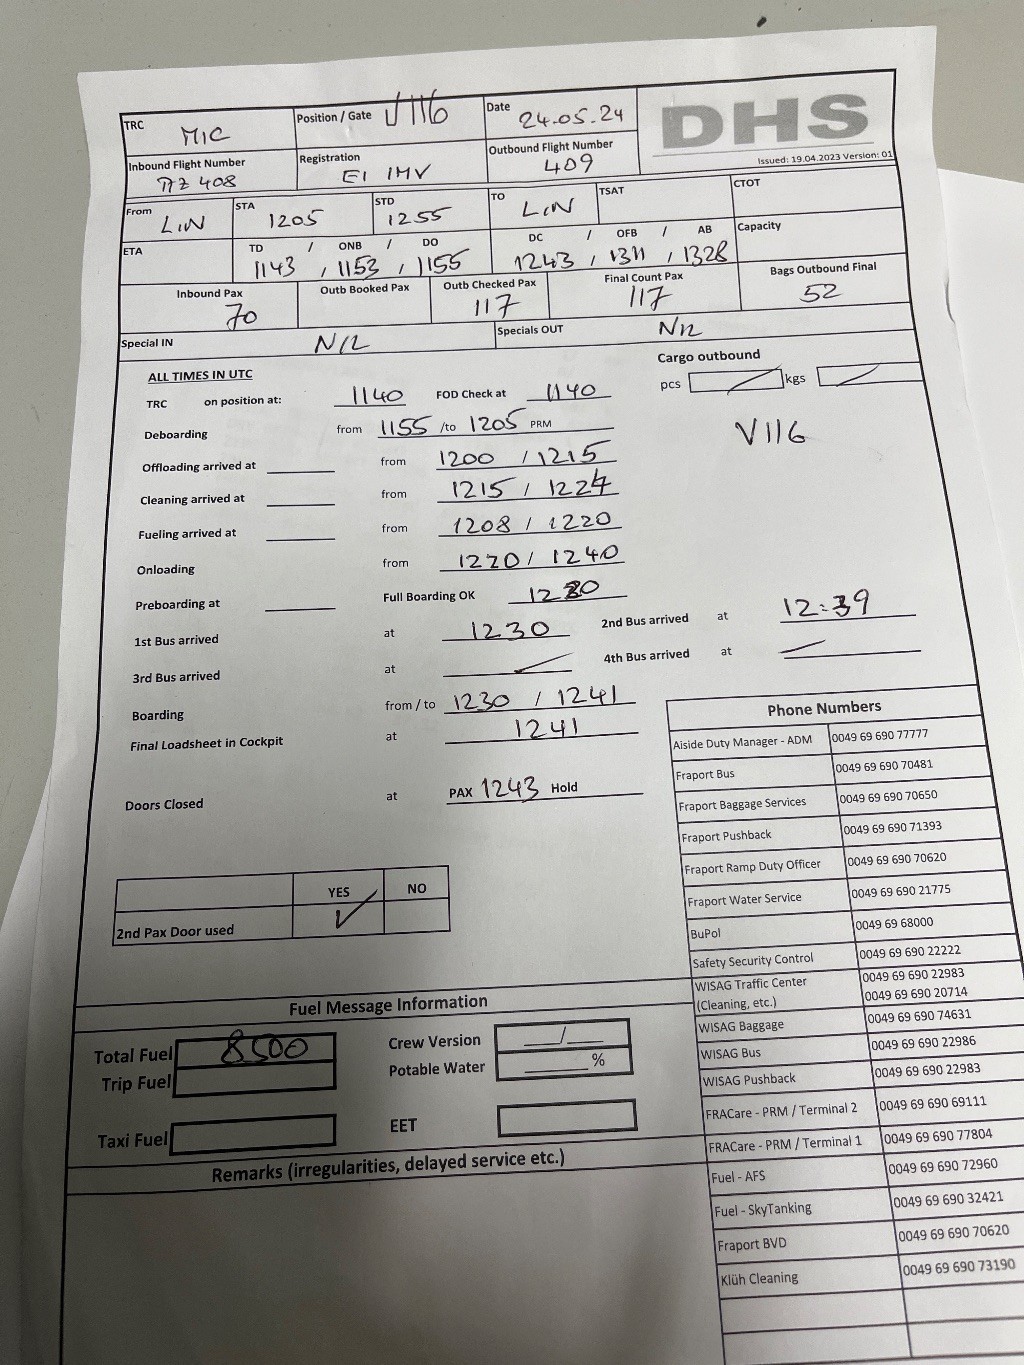 TRC MIC Position / Gate V116 Date 24.05.24 DHS
Issued: 19.04.2023 Version: 01
Inbound Flight Number AZ 408 Registration EI IMV Outbound Flight Number 409
From LIN STA 1205 STD 1255 TO LIN TSAT CTOT
ETA TD / ONB / DO 1143 , 1153 , 1155 DC / OFB / AB 1243 , 1311 , 1328 Capacity
Inbound Pax 70 Outb Booked Pax Outb Checked Pax 117 Final Count Pax 117 Bags Outbound Final 52
Special IN Specials OUT
ALL TIMES IN UTC Cargo outbound
pcs kgs
TRC on position at: 1140 FOD Check at 1140
Deboarding from 1155 /to 1205 PRM V116
Offloading arrived at from 1200 / 1215
Cleaning arrived at from 1215 / 1224
Fueling arrived at from 1208 / 1220
Onloading from 1220 / 1240
Preboarding at Full Boarding OK
1st Bus arrived at 1230 2nd Bus arrived at 12:39
3rd Bus arrived at 4th Bus arrived at
Boarding from / to 1230 / 1241
Final Loadsheet in Cockpit at 1241
Doors Closed at PAX 1243 Hold
YES NO
2nd Pax Door used
Fuel Message Information
Total Fuel 8500 Crew Version /
Trip Fuel Potable Water %
Taxi Fuel EET
Remarks (irregularities, delayed service etc.)
Phone Numbers
Aiside Duty Manager - ADM 0049 69 690 77777
Fraport Bus 0049 69 690 70481
Fraport Baggage Services 0049 69 690 70650
Fraport Pushback 0049 69 690 71393
Fraport Ramp Duty Officer 0049 69 690 70620
Fraport Water Service 0049 69 690 21775
BuPol 0049 69 68000
Safety Security Control 0049 69 690 22222
WISAG Traffic Center 0049 69 690 22983
(Cleaning, etc.) 0049 69 690 20714
WISAG Baggage 0049 69 690 74631
WISAG Bus 0049 69 690 22986
WISAG Pushback 0049 69 690 22983
FRACare - PRM / Terminal 2 0049 69 690 69111
FRACare - PRM / Terminal 1 0049 69 690 77804
Fuel - AFS 0049 69 690 72960
Fuel - SkyTanking 0049 69 690 32421
Fraport BVD 0049 69 690 70620
Klüh Cleaning 0049 69 690 73190